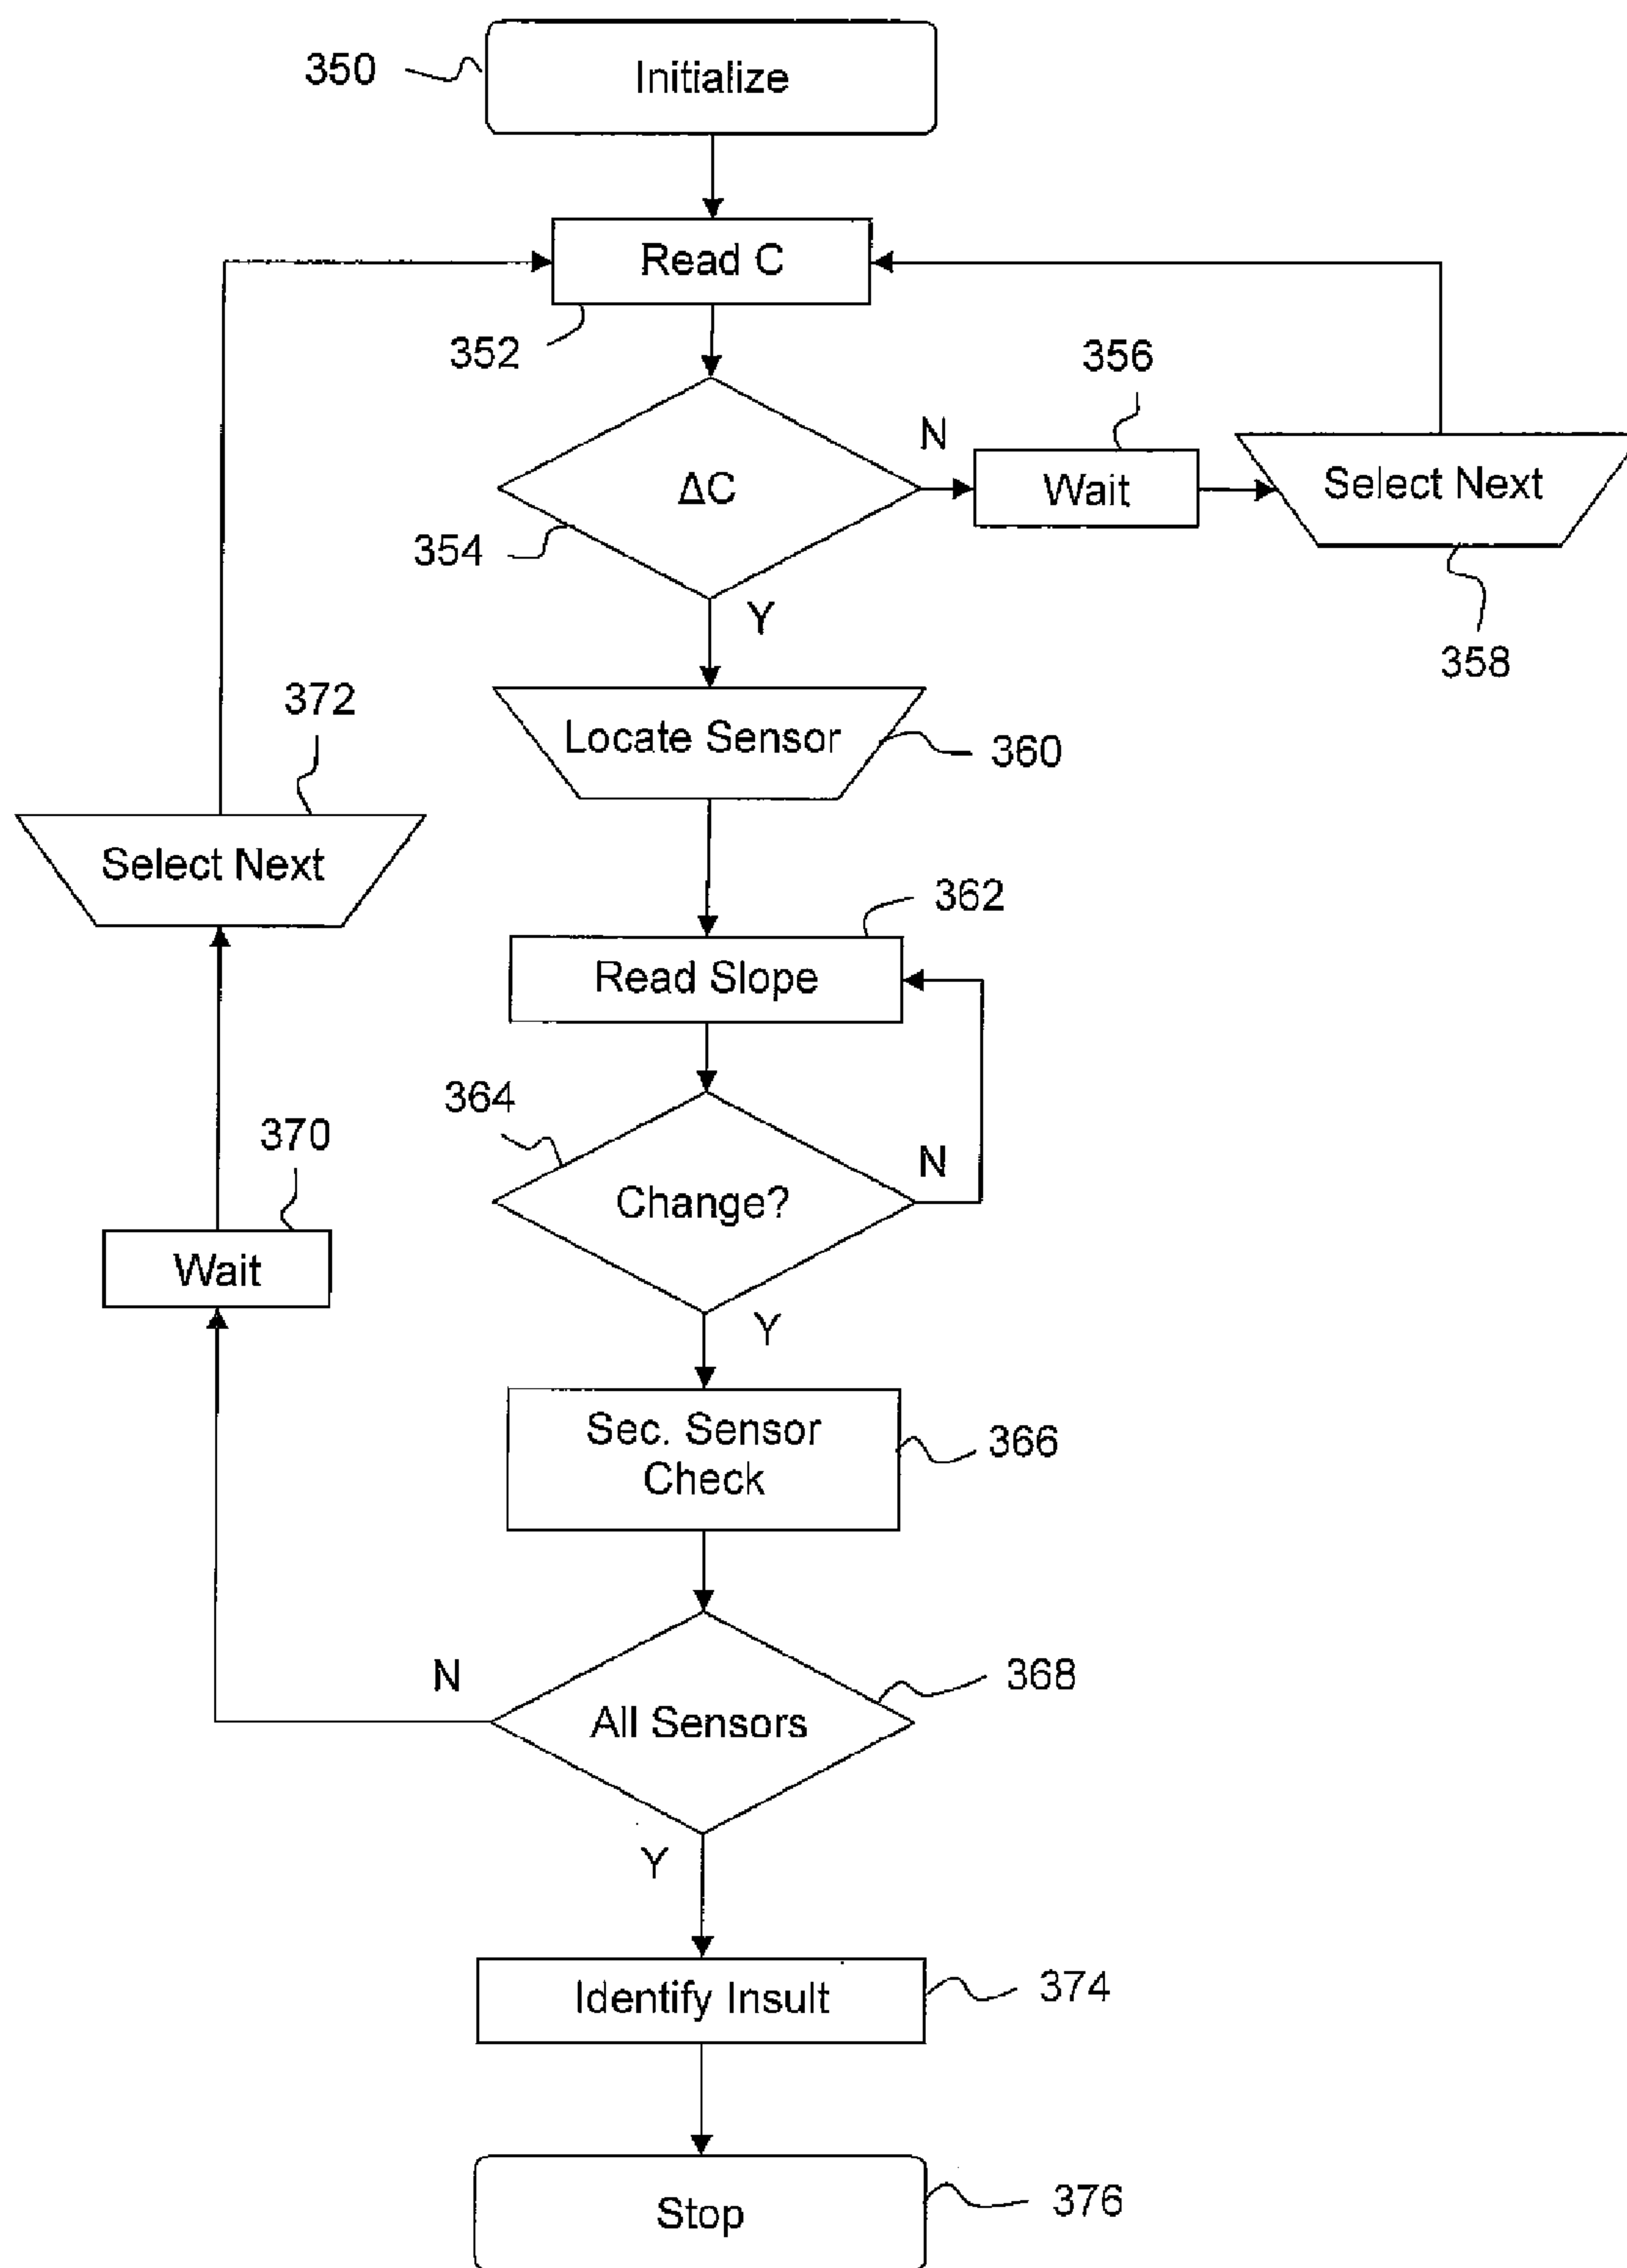 350
Initialize
Read C
352
356
N
Wait
Select Next
ΔC
354
Y
358
372
Locate Sensor
360
Select Next
362
Read Slope
364
370
N
Change?
Wait
Y
Sec. Sensor
Check
366
N
368
All Sensors
Y
Identify Insult
374
Stop
376